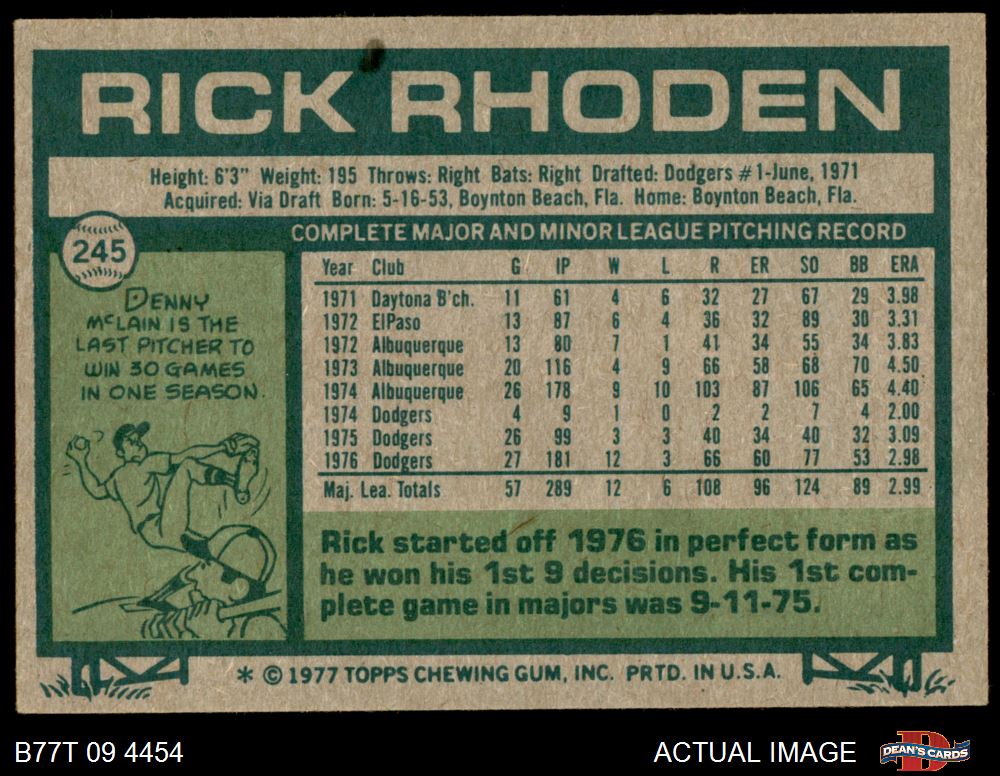 RICK RHODEN
Height: 6'3" Weight: 195 Throws: Right Bats: Right Drafted: Dodgers #1-June, 1971
Acquired: Via Draft Born: 5-16-53, Boynton Beach, Fla. Home: Boynton Beach, Fla.
245
COMPLETE MAJOR AND MINOR LEAGUE PITCHING RECORD
DENNY
McLAIN IS THE
LAST PITCHER TO
WIN 30 GAMES
IN ONE SEASON.
Year Club G IP W L R ER SO BB ERA
1971 Daytona B'ch. 11 61 4 6 32 27 67 29 3.98
1972 ElPaso 13 87 6 4 36 32 89 30 3.31
1972 Albuquerque 13 80 7 1 41 34 55 34 3.83
1973 Albuquerque 20 116 4 9 66 58 68 70 4.50
1974 Albuquerque 26 178 9 10 103 87 106 65 4.40
1974 Dodgers 4 9 1 0 2 2 7 4 2.00
1975 Dodgers 26 99 3 3 40 34 40 32 3.09
1976 Dodgers 27 181 12 3 66 60 77 53 2.98
Maj. Lea. Totals 57 289 12 6 108 96 124 89 2.99
Rick started off 1976 in perfect form as
he won his 1st 9 decisions. His 1st com-
plete game in majors was 9-11-75.
* © 1977 TOPPS CHEWING GUM, INC. PRTD. IN U.S.A.
B77T 09 4454
ACTUAL IMAGE
D
DEAN'S CARDS